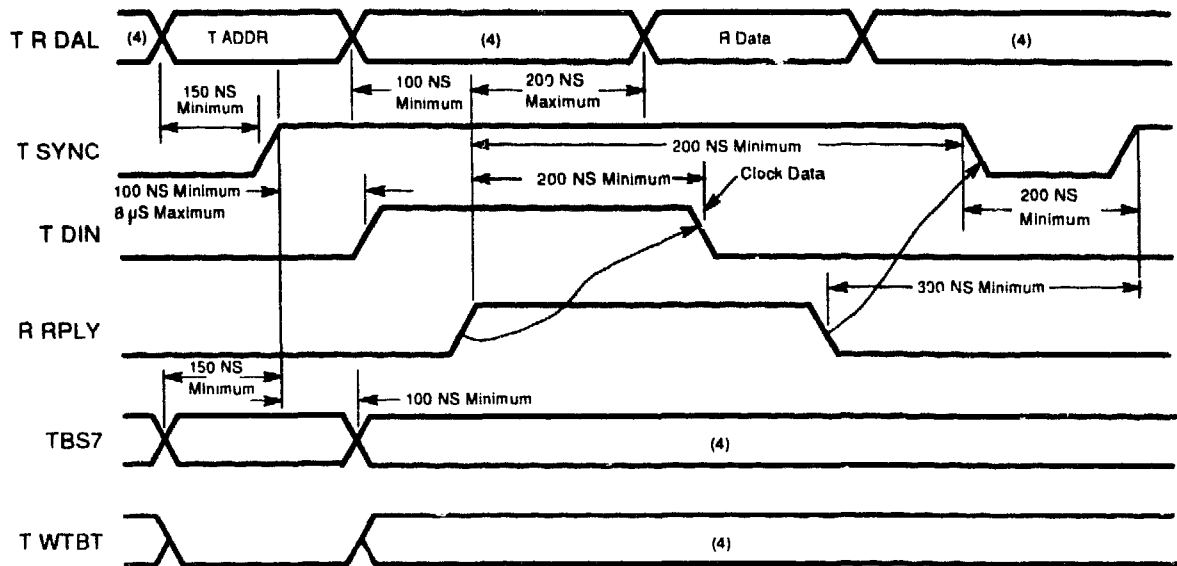 T R DAL
(4)
T ADDR
(4)
R Data
(4)
150 NS
Minimum
100 NS
Minimum
200 NS
Maximum
T SYNC
200 NS Minimum
100 NS Minimum
8 µS Maximum
200 NS Minimum
Clock Data
200 NS
Minimum
T DIN
300 NS Minimum
R RPLY
150 NS
Minimum
100 NS Minimum
TBS7
(4)
T WTBT
(4)